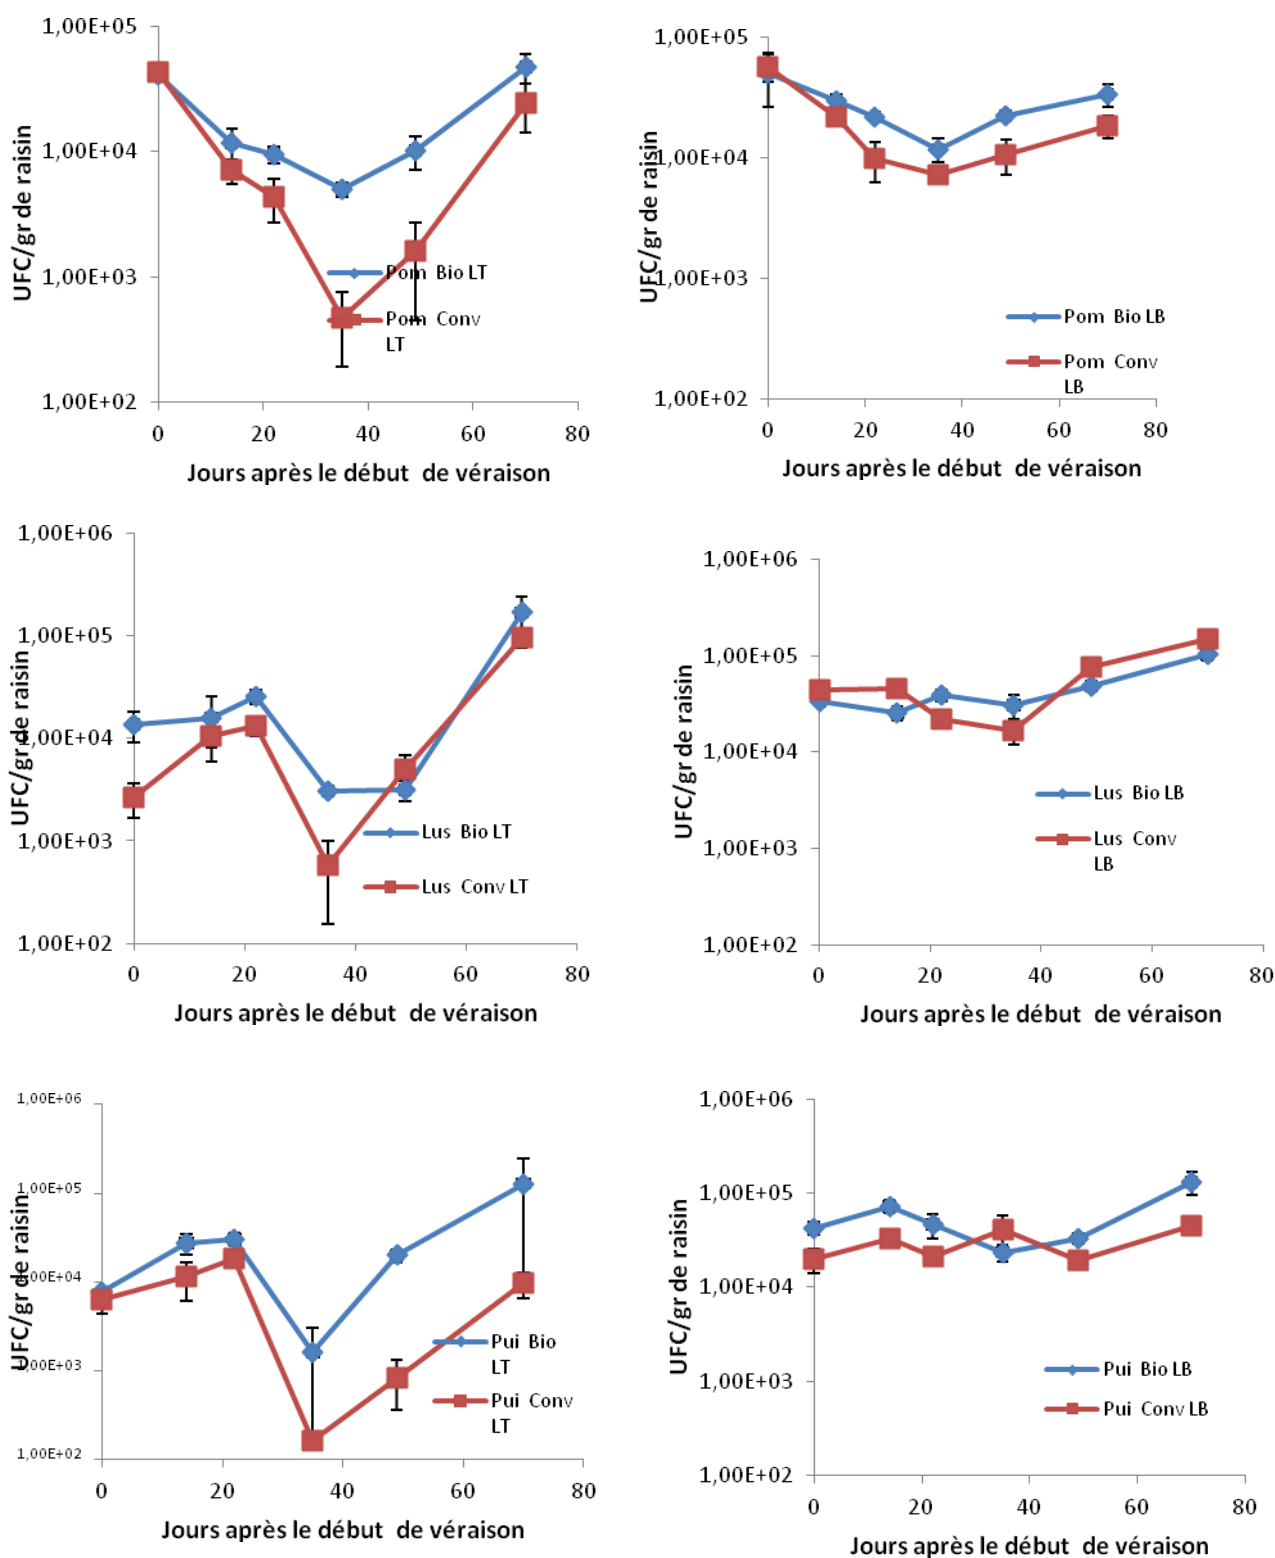 1,00E+05
1,00E+04
1,00E+03
1,00E+02
UFC/gr de raisin
0 20 40 60 80
Jours après le début de véraison
Pom Bio LT
Pom Conv
LT
1,00E+05
1,00E+04
1,00E+03
1,00E+02
UFC/gr de raisin
0 20 40 60 80
Jours après le début de véraison
Pom Bio LB
Pom Conv
LB
1,00E+06
1,00E+05
1,00E+04
1,00E+03
1,00E+02
UFC/gr de raisin
0 20 40 60 80
Jours après le début de véraison
Lus Bio LT
Lus Conv LT
1,00E+06
1,00E+05
1,00E+04
1,00E+03
1,00E+02
UFC/gr de raisin
0 20 40 60 80
Jours après le début de véraison
Lus Bio LB
Lus Conv
LB
1,00E+06
1,00E+05
1,00E+04
1,00E+03
1,00E+02
UFC/gr de raisin
0 20 40 60 80
Jours après le début de véraison
Pui Bio
LT
Pui Conv
LT
1,00E+06
1,00E+05
1,00E+04
1,00E+03
1,00E+02
UFC/gr de raisin
0 20 40 60 80
Jours après le début de véraison
Pui Bio LB
Pui Conv LB